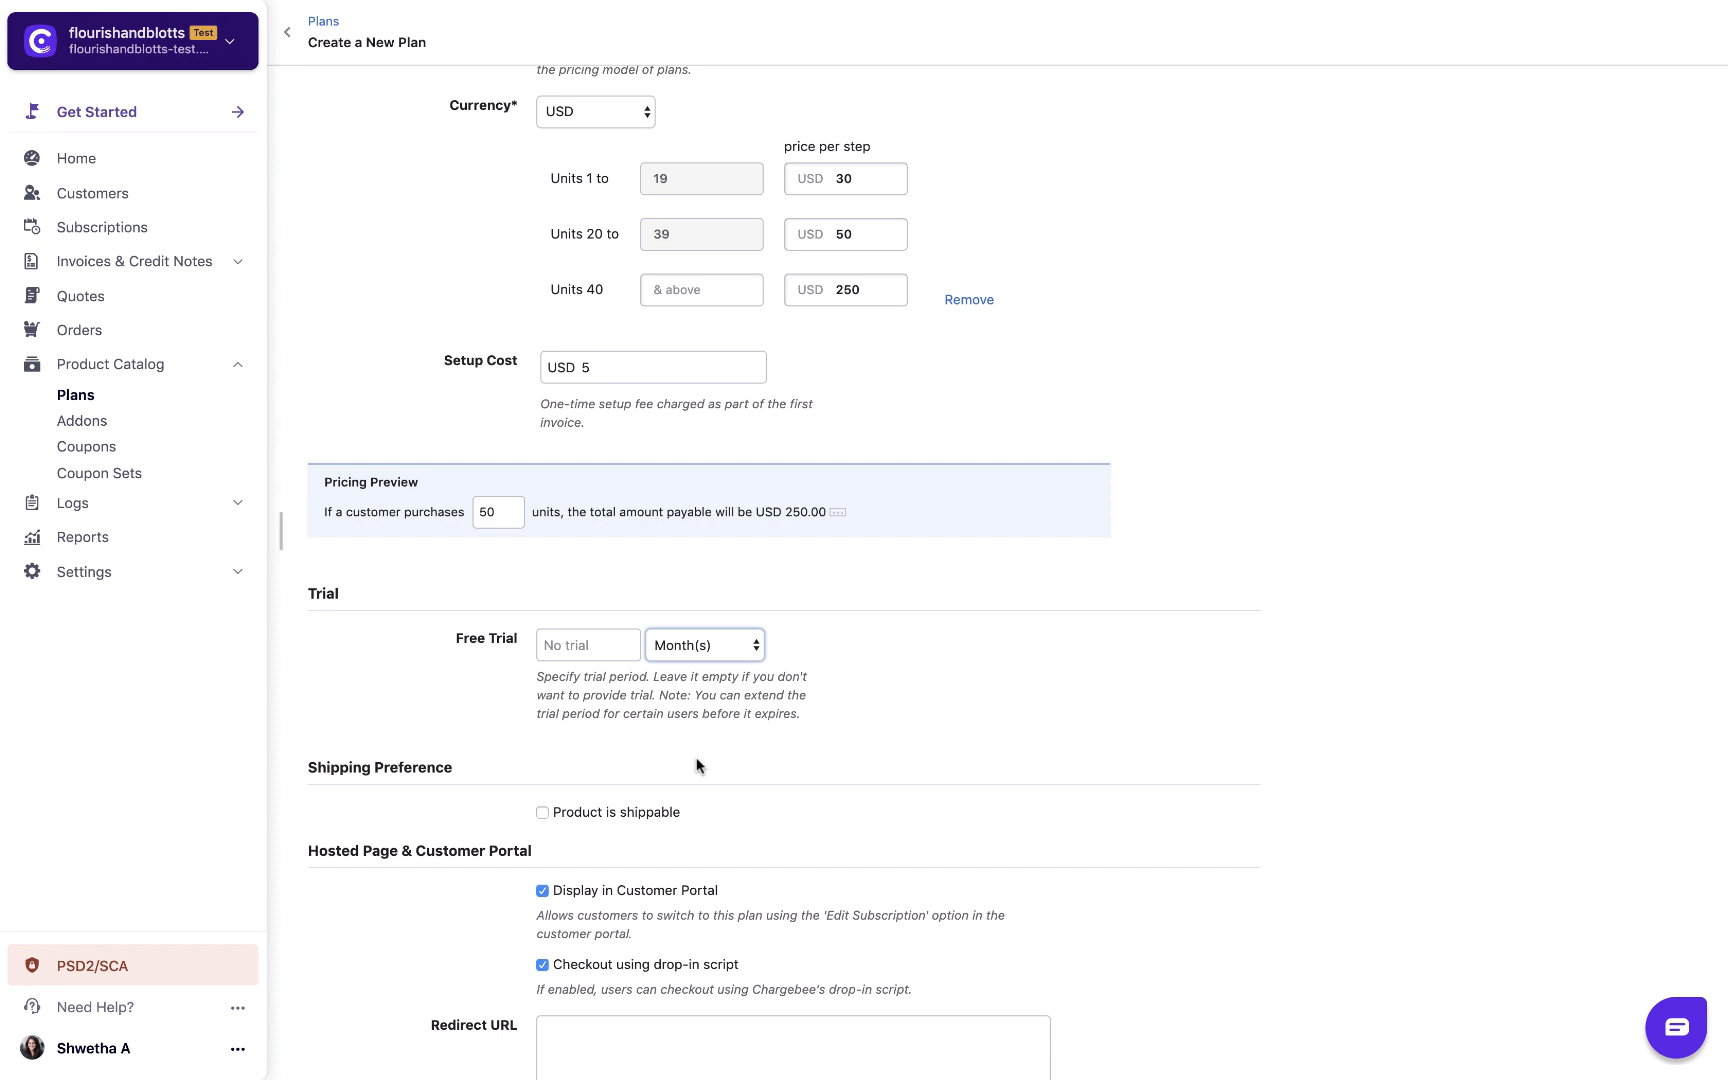 flourishandblotts Test
flourishandblotts-test....
Get Started
Home
Customers
Subscriptions
Invoices & Credit Notes
Quotes
Orders
Product Catalog
Plans
Addons
Coupons
Coupon Sets
Logs
Reports
Settings
PSD2/SCA
Need Help?
Shwetha A
Plans
Create a New Plan
the pricing model of plans.
Currency* USD
price per step
Units 1 to 19 USD 30
Units 20 to 39 USD 50
Units 40 & above USD 250 Remove
Setup Cost USD 5
One-time setup fee charged as part of the first
invoice.
Pricing Preview
If a customer purchases 50 units, the total amount payable will be USD 250.00
Trial
Free Trial No trial Month(s)
Specify trial period. Leave it empty if you don't
want to provide trial. Note: You can extend the
trial period for certain users before it expires.
Shipping Preference
Product is shippable
Hosted Page & Customer Portal
Display in Customer Portal
Allows customers to switch to this plan using the 'Edit Subscription' option in the
customer portal.
Checkout using drop-in script
If enabled, users can checkout using Chargebee's drop-in script.
Redirect URL